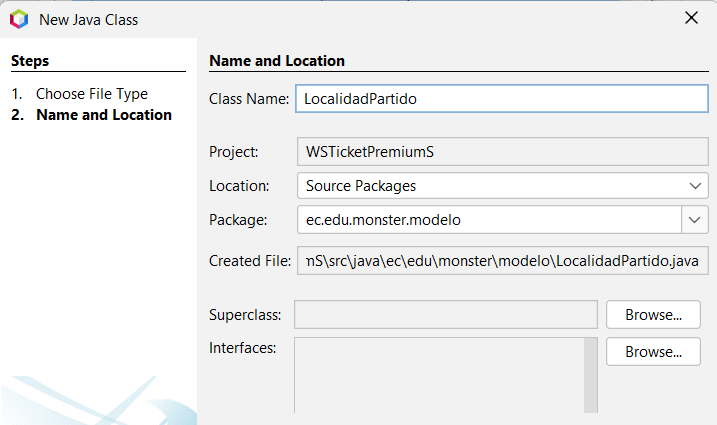 New Java Class
Steps
1. Choose File Type
2. Name and Location
Name and Location
Class Name: LocalidadPartido
Project: WSTicketPremiumS
Location: Source Packages
Package: ec.edu.monster.modelo
Created File: mS\src\java\ec\edu\monster\modelo\LocalidadPartido.java
Superclass: Browse...
Interfaces: Browse...